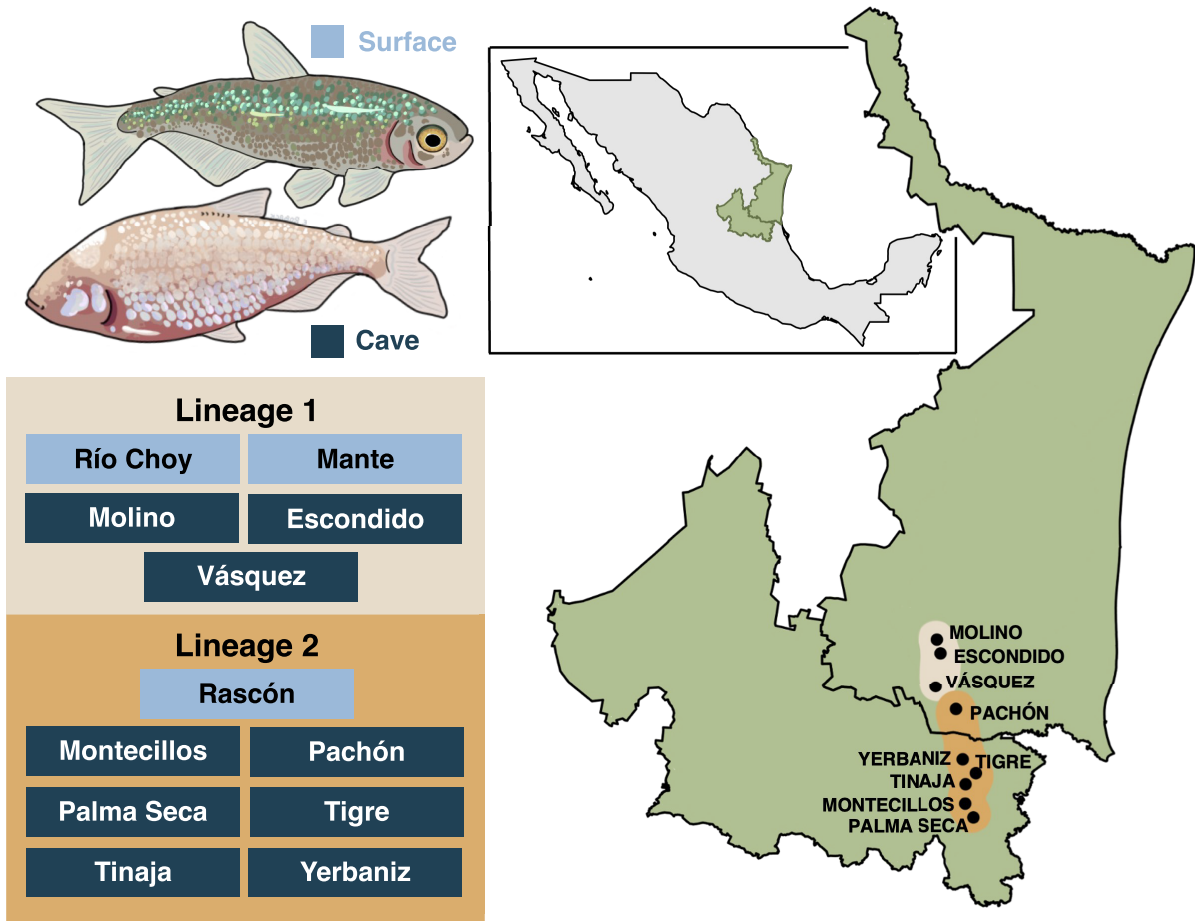 Surface
Cave
Lineage 1
Río Choy
Mante
Molino
Escondido
Vásquez
Lineage 2
Rascón
Montecillos
Pachón
Palma Seca
Tigre
Tinaja
Yerbaniz
MOLINO
ESCONDIDO
VÁSQUEZ
PACHÓN
YERBANIZ
TIGRE
TINAJA
MONTECILLOS
PALMA SECA